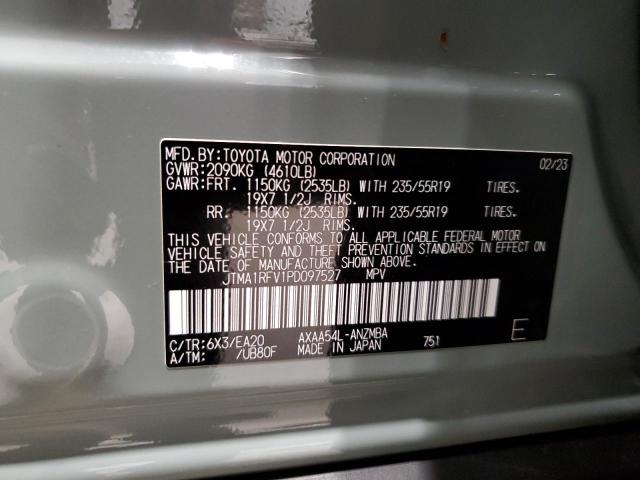 MFD. BY: TOYOTA MOTOR CORPORATION 02/23
GVWR: 2090KG (4610LB)
GAWR: FRT. 1150KG (2535LB) WITH 235/55R19 TIRES.
19X7 1/2J RIMS.
RR: 1150KG (2535LB) WITH 235/55R19 TIRES.
19X7 1/2J RIMS.
THIS VEHICLE CONFORMS TO ALL APPLICABLE FEDERAL MOTOR
VEHICLE SAFETY AND THEFT PREVENTION STANDARDS IN EFFECT ON
THE DATE OF MANUFACTURE SHOWN ABOVE.
JTMA1RFV1PD097527 MPV
C/TR: 6X3/EA20 AXAA54L-ANZMBA E
A/TM: /UB80F MADE IN JAPAN 751